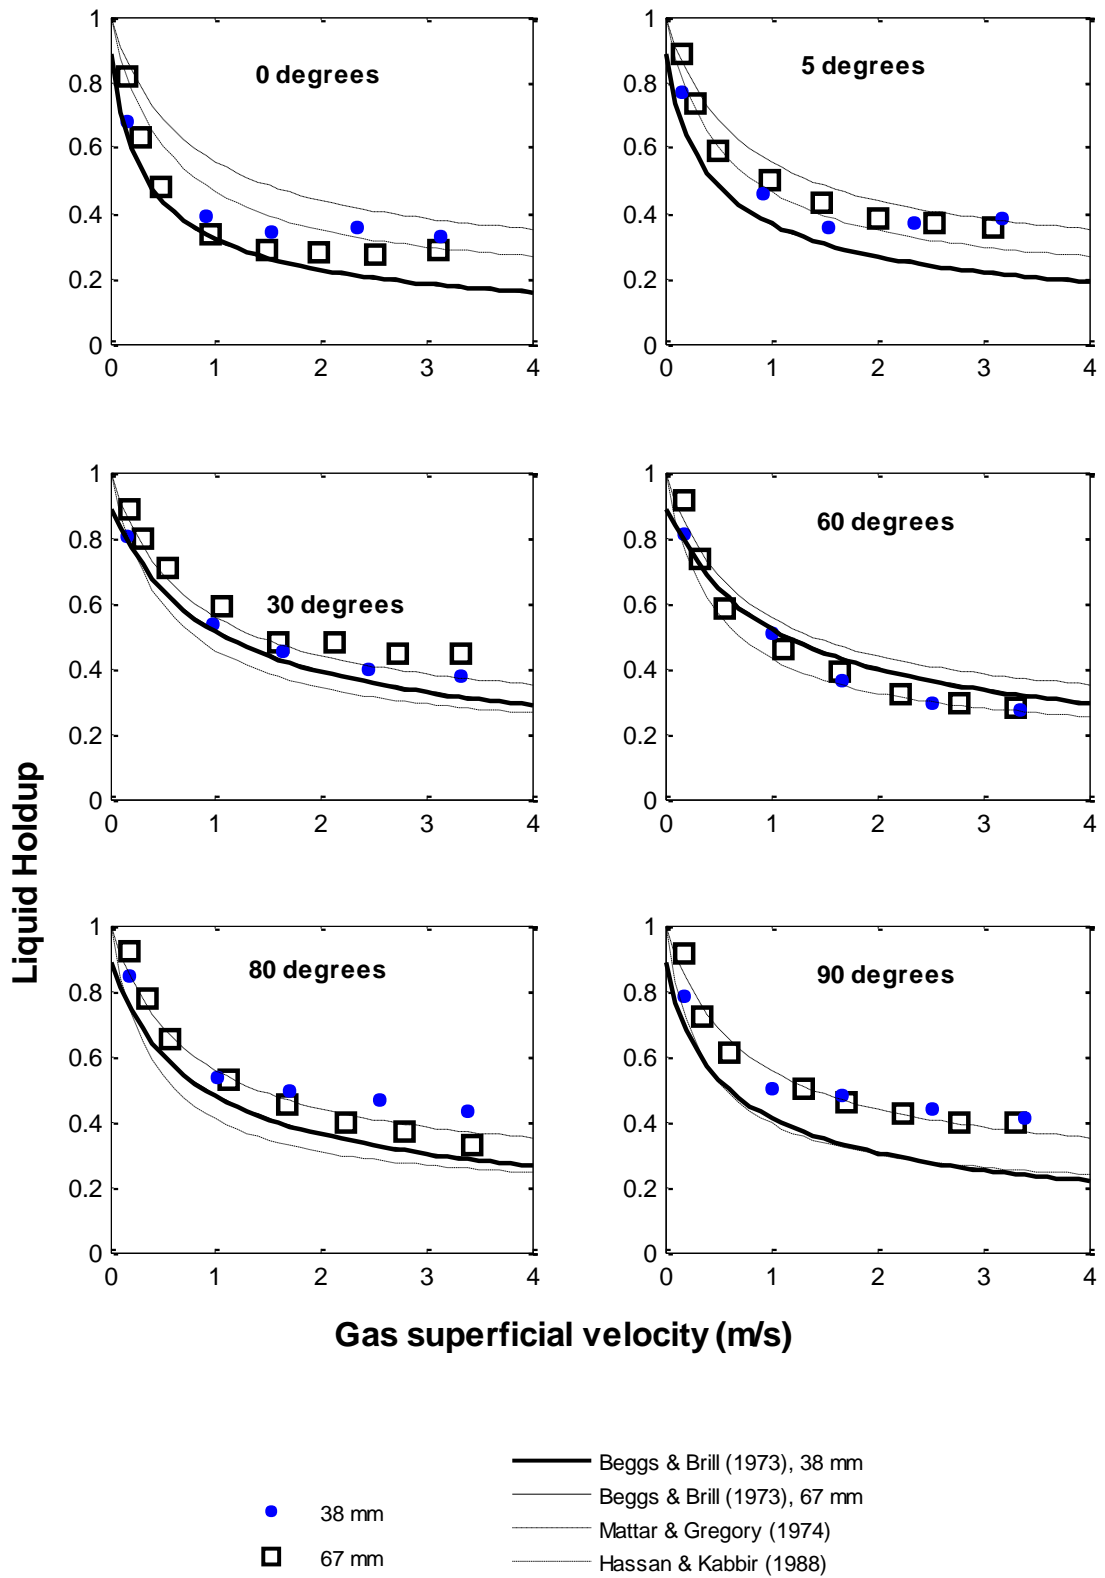 1
0.8
0.6
0.4
0.2
0
0 1 2 3 4
0 degrees
1
0.8
0.6
0.4
0.2
0
0 1 2 3 4
5 degrees
1
0.8
0.6
0.4
0.2
0
0 1 2 3 4
30 degrees
1
0.8
0.6
0.4
0.2
0
0 1 2 3 4
60 degrees
1
0.8
0.6
0.4
0.2
0
0 1 2 3 4
80 degrees
1
0.8
0.6
0.4
0.2
0
0 1 2 3 4
90 degrees
Liquid Holdup
Gas superficial velocity (m/s)
38 mm
67 mm
Beggs & Brill (1973), 38 mm
Beggs & Brill (1973), 67 mm
Mattar & Gregory (1974)
Hassan & Kabbir (1988)